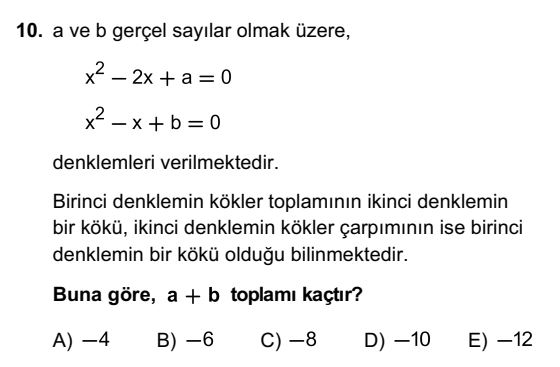 10. a ve b gerçel sayılar olmak üzere,
x² − 2x + a = 0
x² − x + b = 0
denklemleri verilmektedir.
Birinci denklemin kökler toplamının ikinci denklemin
bir kökü, ikinci denklemin kökler çarpımının ise birinci
denklemin bir kökü olduğu bilinmektedir.
Buna göre, a + b toplamı kaçtır?
A) −4 B) −6 C) −8 D) −10 E) −12